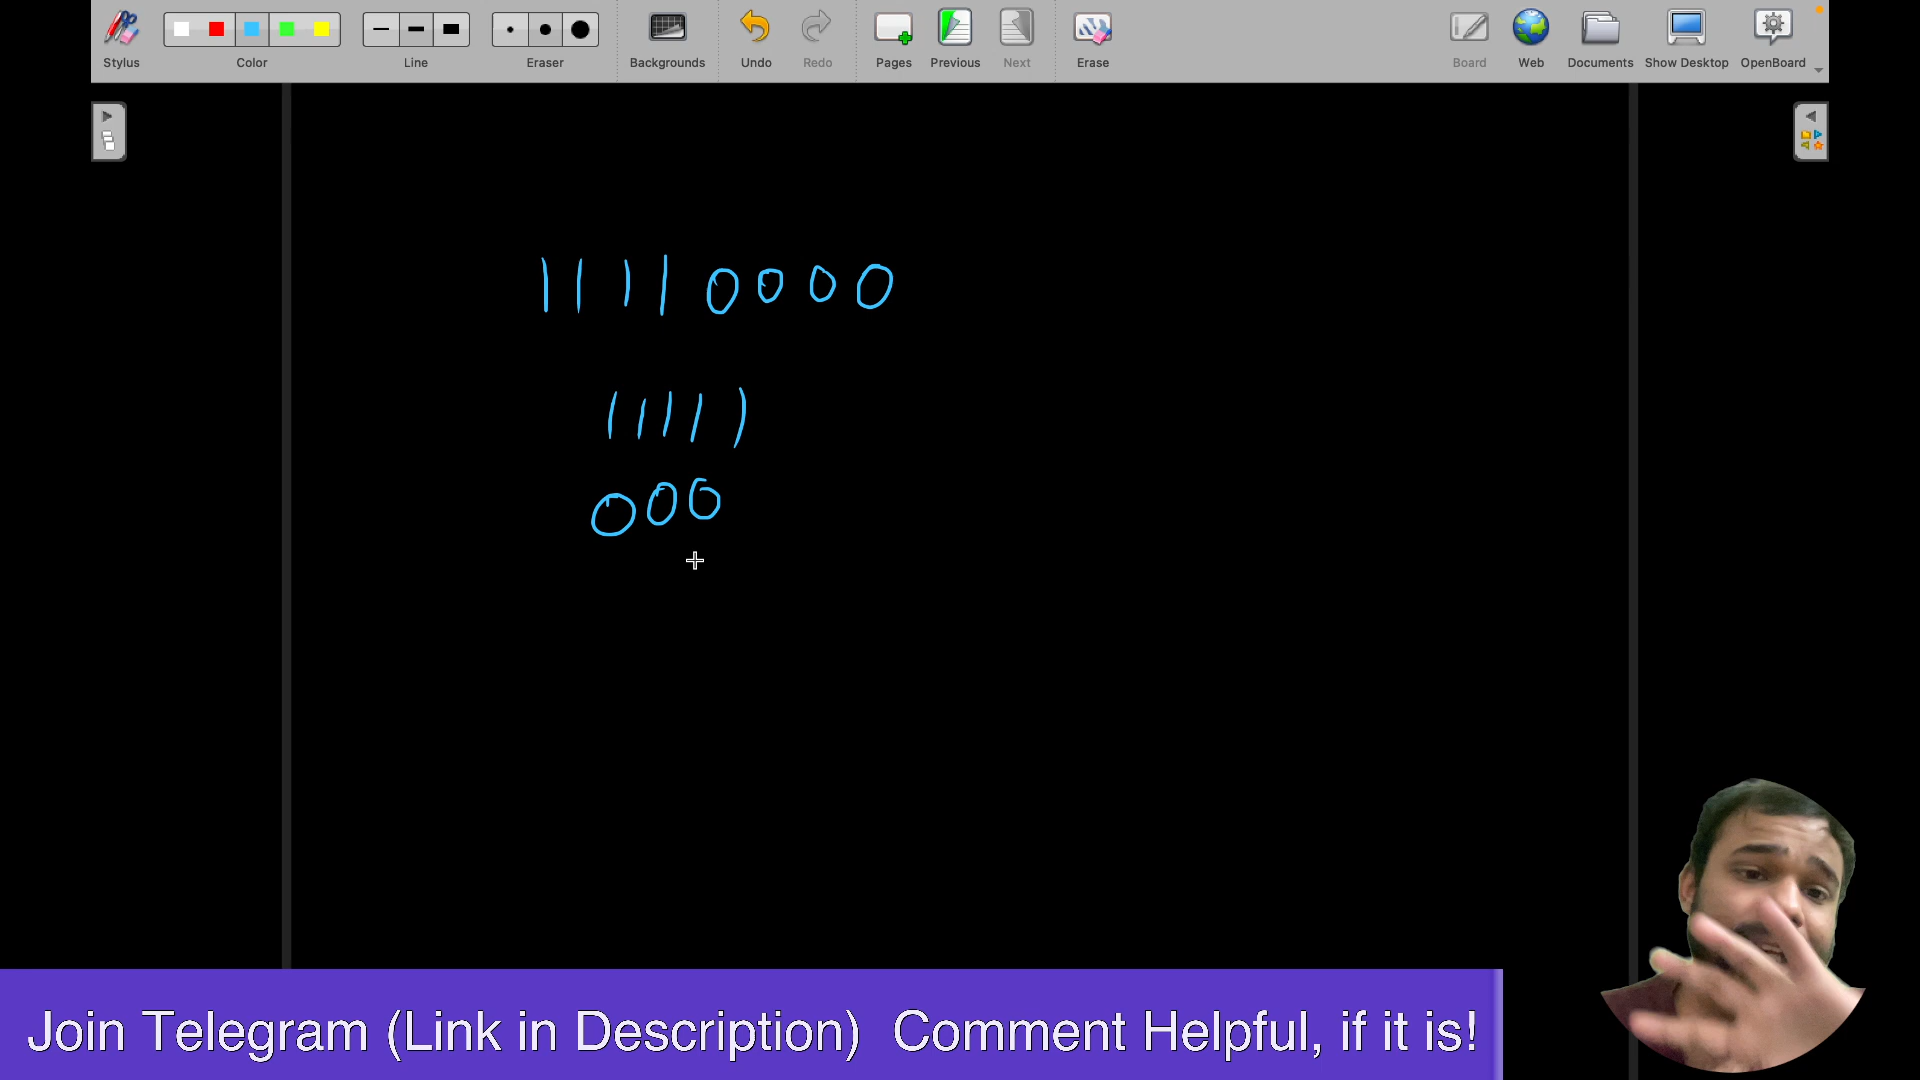 Stylus Color Line Eraser Backgrounds Undo Redo Pages Previous Next Erase Board Web Documents Show Desktop OpenBoard
11110000
11111
000
Join Telegram (Link in Description) Comment Helpful, if it is!